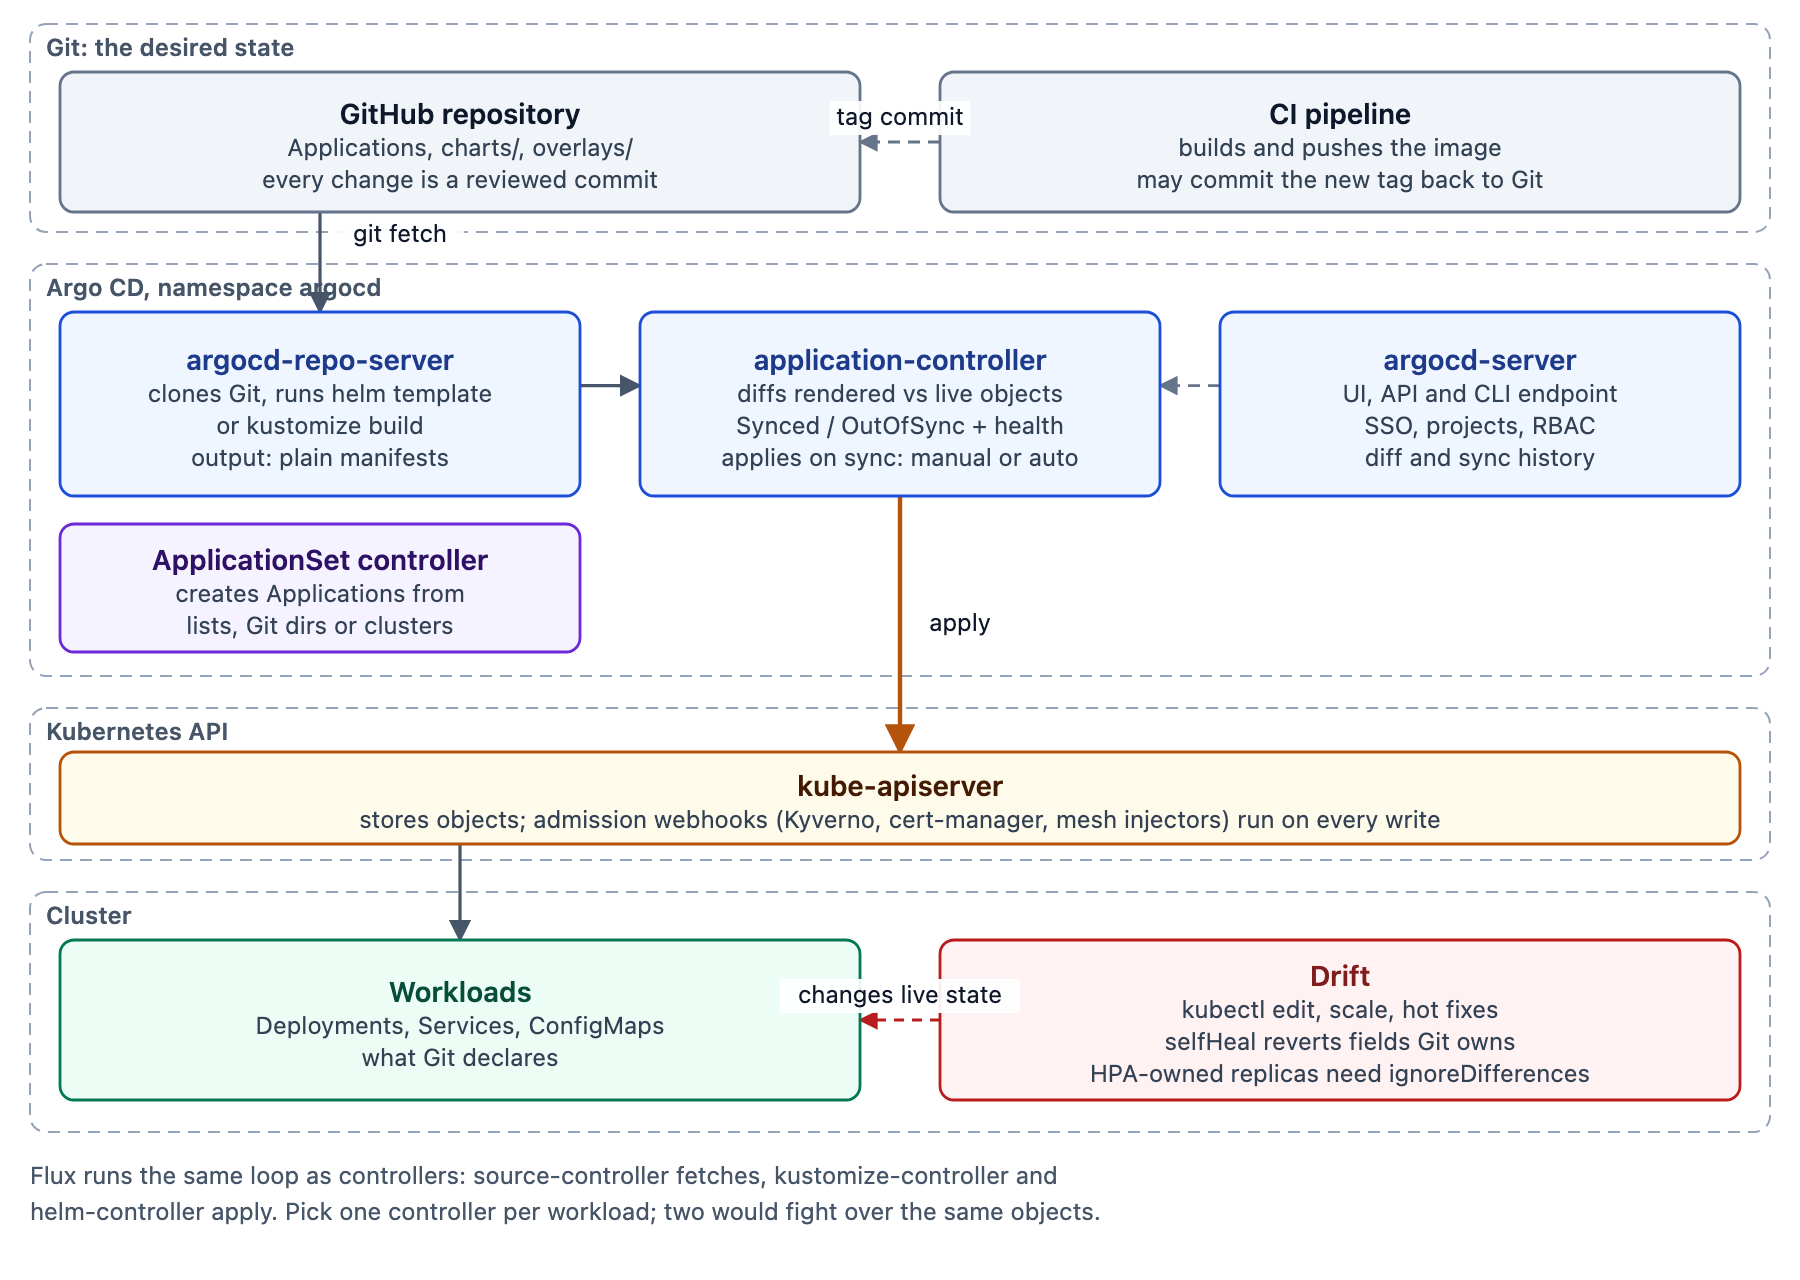 Git: the desired state
GitHub repository
Applications, charts/, overlays/
every change is a reviewed commit
tag commit
CI pipeline
builds and pushes the image
may commit the new tag back to Git
git fetch
Argo CD, namespace argocd
argocd-repo-server
clones Git, runs helm template
or kustomize build
output: plain manifests
application-controller
diffs rendered vs live objects
Synced / OutOfSync + health
applies on sync: manual or auto
argocd-server
UI, API and CLI endpoint
SSO, projects, RBAC
diff and sync history
ApplicationSet controller
creates Applications from
lists, Git dirs or clusters
apply
Kubernetes API
kube-apiserver
stores objects; admission webhooks (Kyverno, cert-manager, mesh injectors) run on every write
Cluster
Workloads
Deployments, Services, ConfigMaps
what Git declares
changes live state
Drift
kubectl edit, scale, hot fixes
selfHeal reverts fields Git owns
HPA-owned replicas need ignoreDifferences
Flux runs the same loop as controllers: source-controller fetches, kustomize-controller and
helm-controller apply. Pick one controller per workload; two would fight over the same objects.